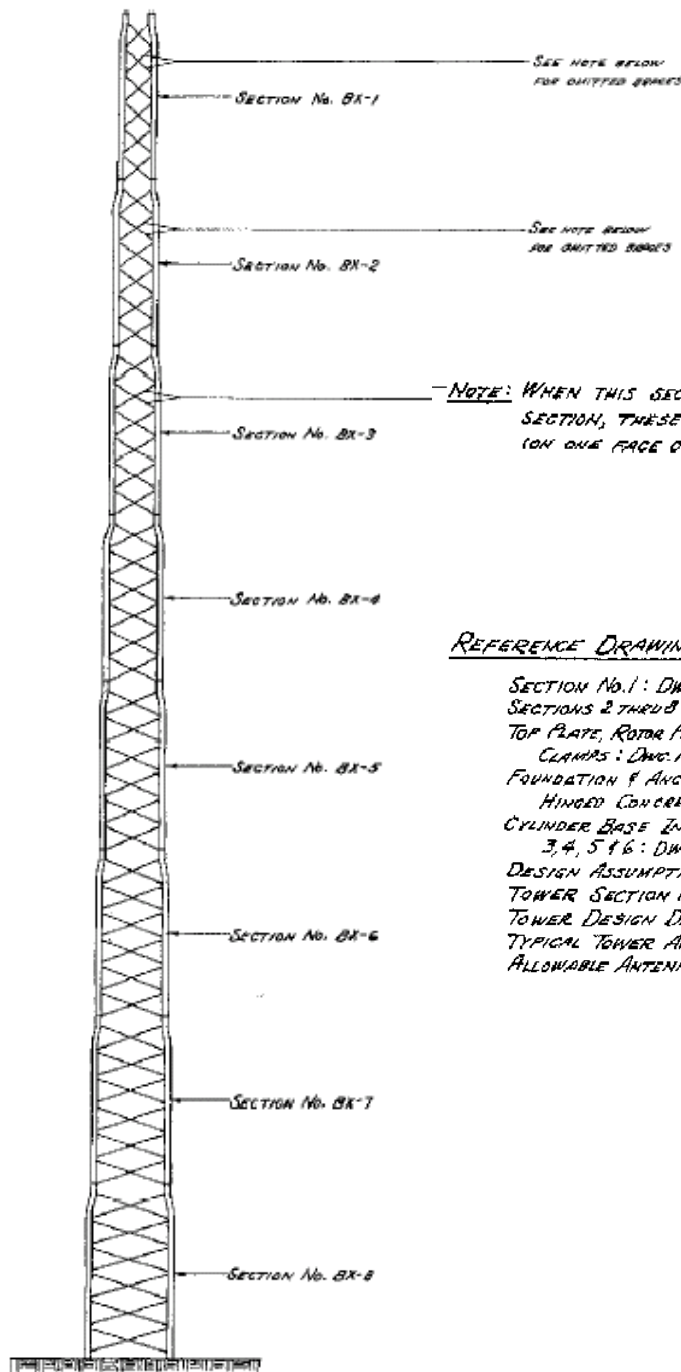 SEE NOTE BELOW
FOR OMITTED BRACES
SECTION No. BX-1
SEE NOTE BELOW
FOR OMITTED BRACES
SECTION No. BX-2
NOTE: WHEN THIS SEC
SECTION, THESE
(ON ONE FACE O
SECTION No. BX-3
SECTION No. BX-4
REFERENCE DRAWIN
SECTION No.1: DW
SECTIONS 2 THRU 8
TOP PLATE, ROTOR P
CLAMPS: DWG. N
FOUNDATION & ANC
HINGED CONCRE
CYLINDER BASE IN
3, 4, 5 & 6: DW
DESIGN ASSUMPT
TOWER SECTION
TOWER DESIGN D
TYPICAL TOWER A
ALLOWABLE ANTENN
SECTION No. BX-5
SECTION No. BX-6
SECTION No. BX-7
SECTION No. BX-8